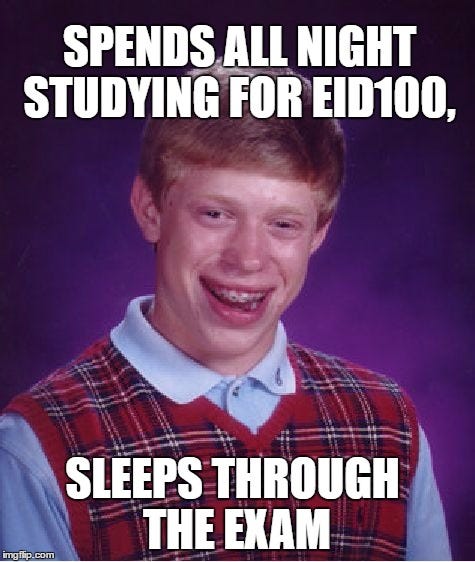 SPENDS ALL NIGHT
STUDYING FOR EID100,
SLEEPS THROUGH
THE EXAM
imgflip.com